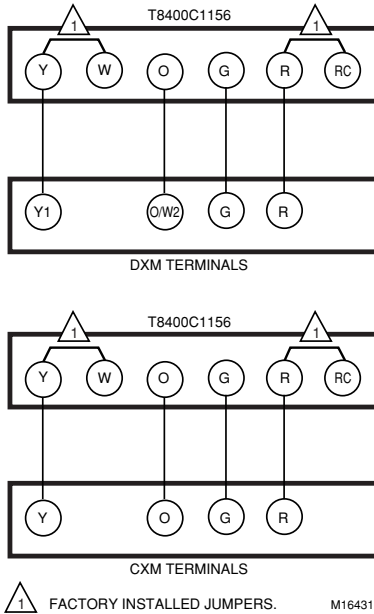 T8400C1156
1 1
Y W O G R RC
Y1 O/W2 G R
DXM TERMINALS
T8400C1156
1 1
Y W O G R RC
Y O G R
CXM TERMINALS
1 FACTORY INSTALLED JUMPERS. M16431